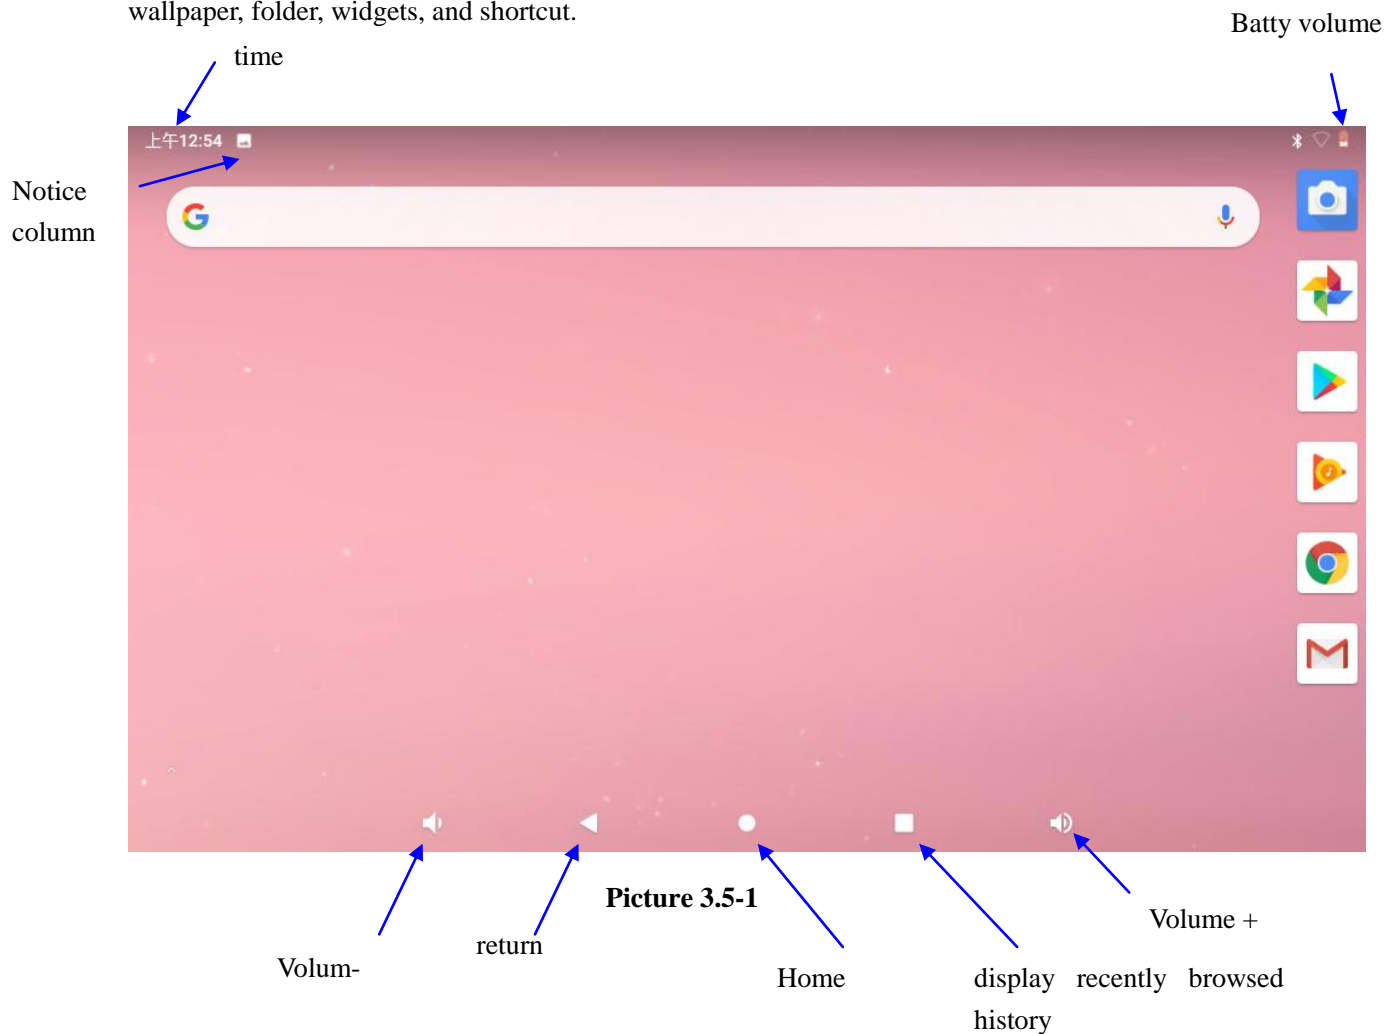 wallpaper, folder, widgets, and shortcut.
Batty volume
time
上午12:54
Notice
column
Picture 3.5-1
Volume +
return
Volum-
Home
display recently browsed
history